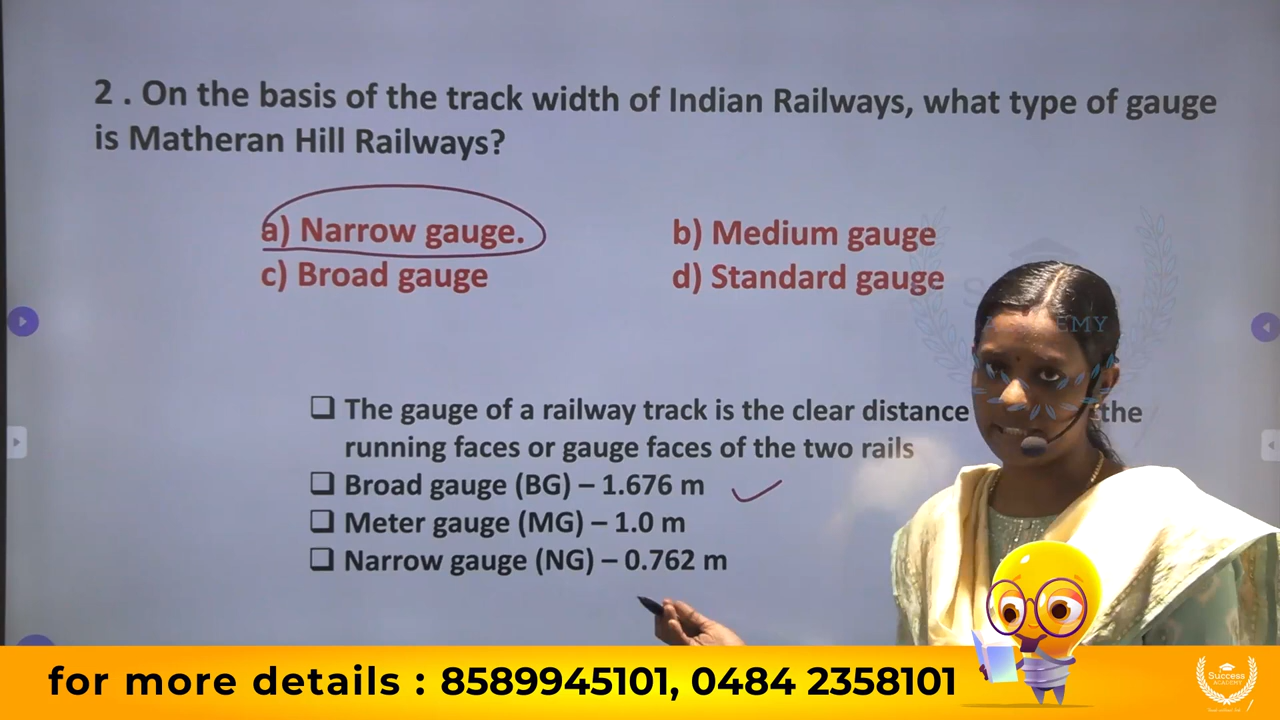 2 . On the basis of the track width of Indian Railways, what type of gauge
is Matheran Hill Railways?
a) Narrow gauge.
b) Medium gauge
c) Broad gauge
d) Standard gauge
❑ The gauge of a railway track is the clear distance the
running faces or gauge faces of the two rails
❑ Broad gauge (BG) – 1.676 m
❑ Meter gauge (MG) – 1.0 m
❑ Narrow gauge (NG) – 0.762 m
for more details : 8589945101, 0484 2358101
Success
ACADEMY